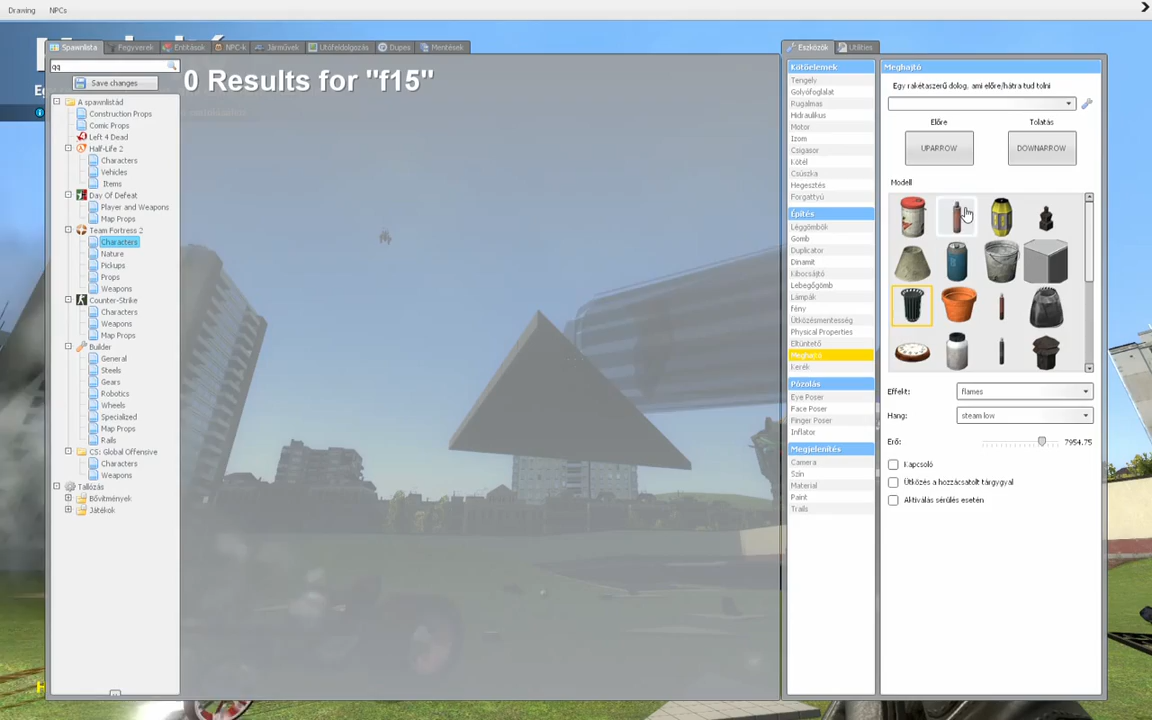 Drawing NPCs
Spawnlista Fegyverek Entitások NPC-k Járművek Utófeldolgozás Dupes Mentések
qq
Save changes
A spawnlistád
Construction Props
Comic Props
Left 4 Dead
Half-Life 2
Characters
Vehicles
Items
Day Of Defeat
Player and Weapons
Map Props
Team Fortress 2
Characters
Nature
Pickups
Props
Weapons
Counter-Strike
Characters
Weapons
Map Props
Builder
General
Steels
Gears
Robotics
Wheels
Specialized
Map Props
Rails
CS: Global Offensive
Characters
Weapons
Tallózás
Bővítmények
Játékok
0 Results for "f15"
Eszközök Utilities
Kötőelemek
Tengely
Golyófoglalat
Rugalmas
Hidraulikus
Motor
Izom
Csigasor
Kötél
Csúszka
Hegesztés
Forgattyú
Építés
Léggömbök
Gomb
Duplicator
Dinamit
Kibocsájtó
Lebegőgömb
Lámpák
Fény
Ütközésmentesség
Physical Properties
Eltüntető
Meghajtó
Kerék
Pózolás
Eye Poser
Face Poser
Finger Poser
Inflator
Megjelenítés
Camera
Szín
Material
Paint
Trails
Meghajtó
Egy rakétaszerű dolog, ami előre/hátra tud tolni
Előre Tolatás
UPARROW DOWNARROW
Modell
Effekt: flames
Hang: steam low
Erő: 7954.75
Kapcsoló
Ütközés a hozzácsatolt tárgygyal
Aktiválás sérülés esetén